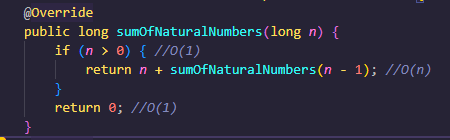 @Override
public long sumOfNaturalNumbers(long n) {
if (n > 0) { //O(1)
return n + sumOfNaturalNumbers(n - 1); //O(n)
}
return 0; //O(1)
}